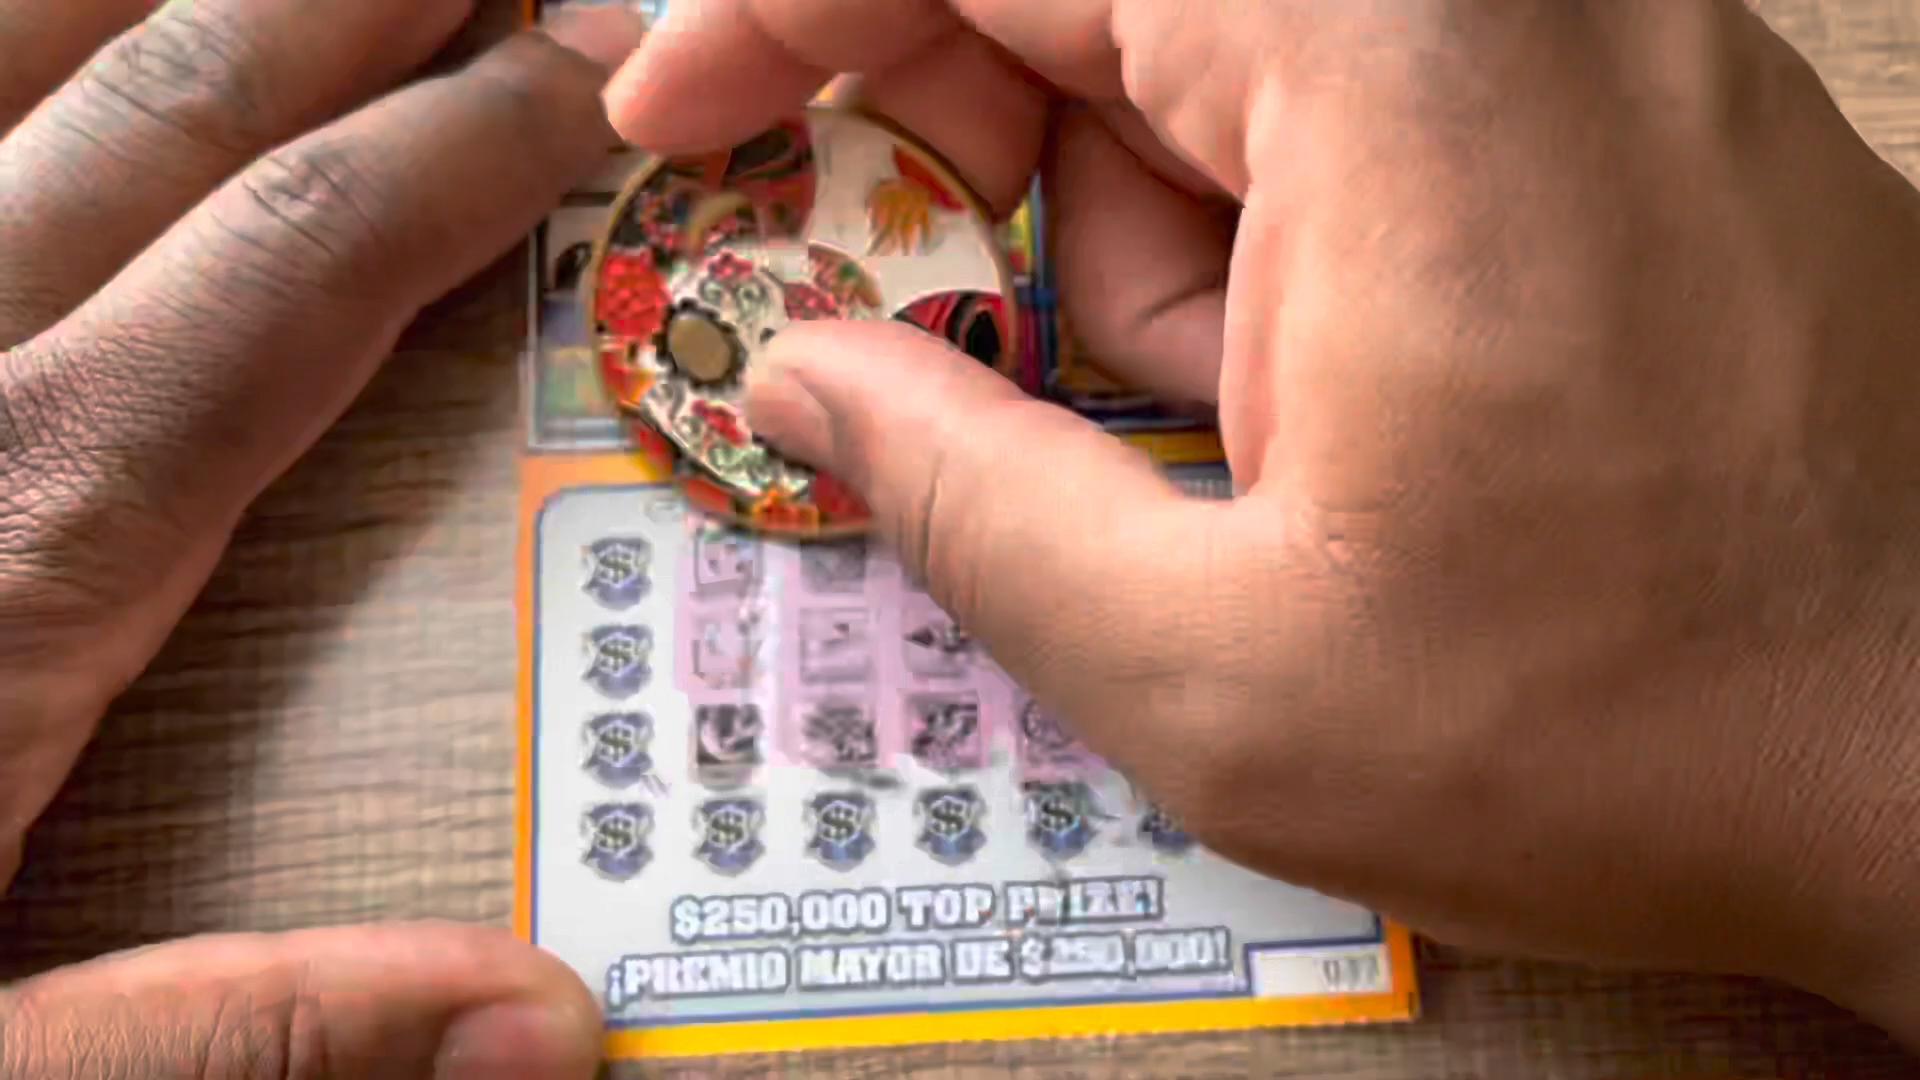 $ 
$ 
$ 
$ $ $ $ $ $
$250,000 TOP PRIZE!
¡PREMIO MAYOR DE $250,000!